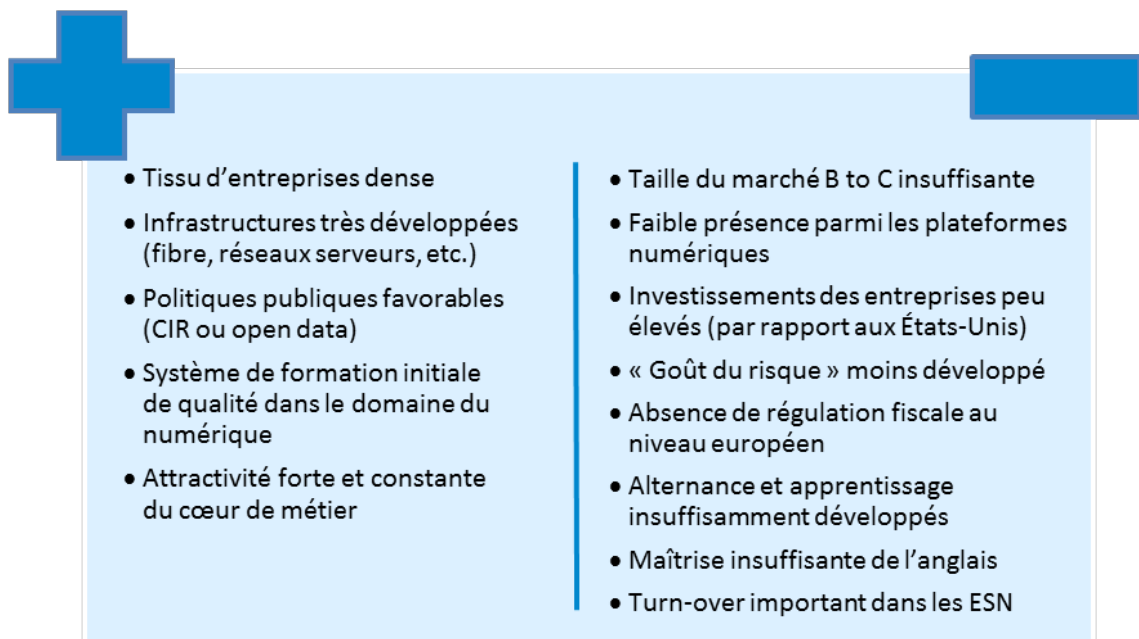 • Tissu d'entreprises dense
• Infrastructures très développées
(fibre, réseaux serveurs, etc.)
• Politiques publiques favorables
(CIR ou open data)
• Système de formation initiale
de qualité dans le domaine du
numérique
• Attractivité forte et constante
du cœur de métier
• Taille du marché B to C insuffisante
• Faible présence parmi les plateformes
numériques
• Investissements des entreprises peu
élevés (par rapport aux États-Unis)
• « Goût du risque » moins développé
• Absence de régulation fiscale au
niveau européen
• Alternance et apprentissage
insuffisamment développés
• Maîtrise insuffisante de l'anglais
• Turn-over important dans les ESN